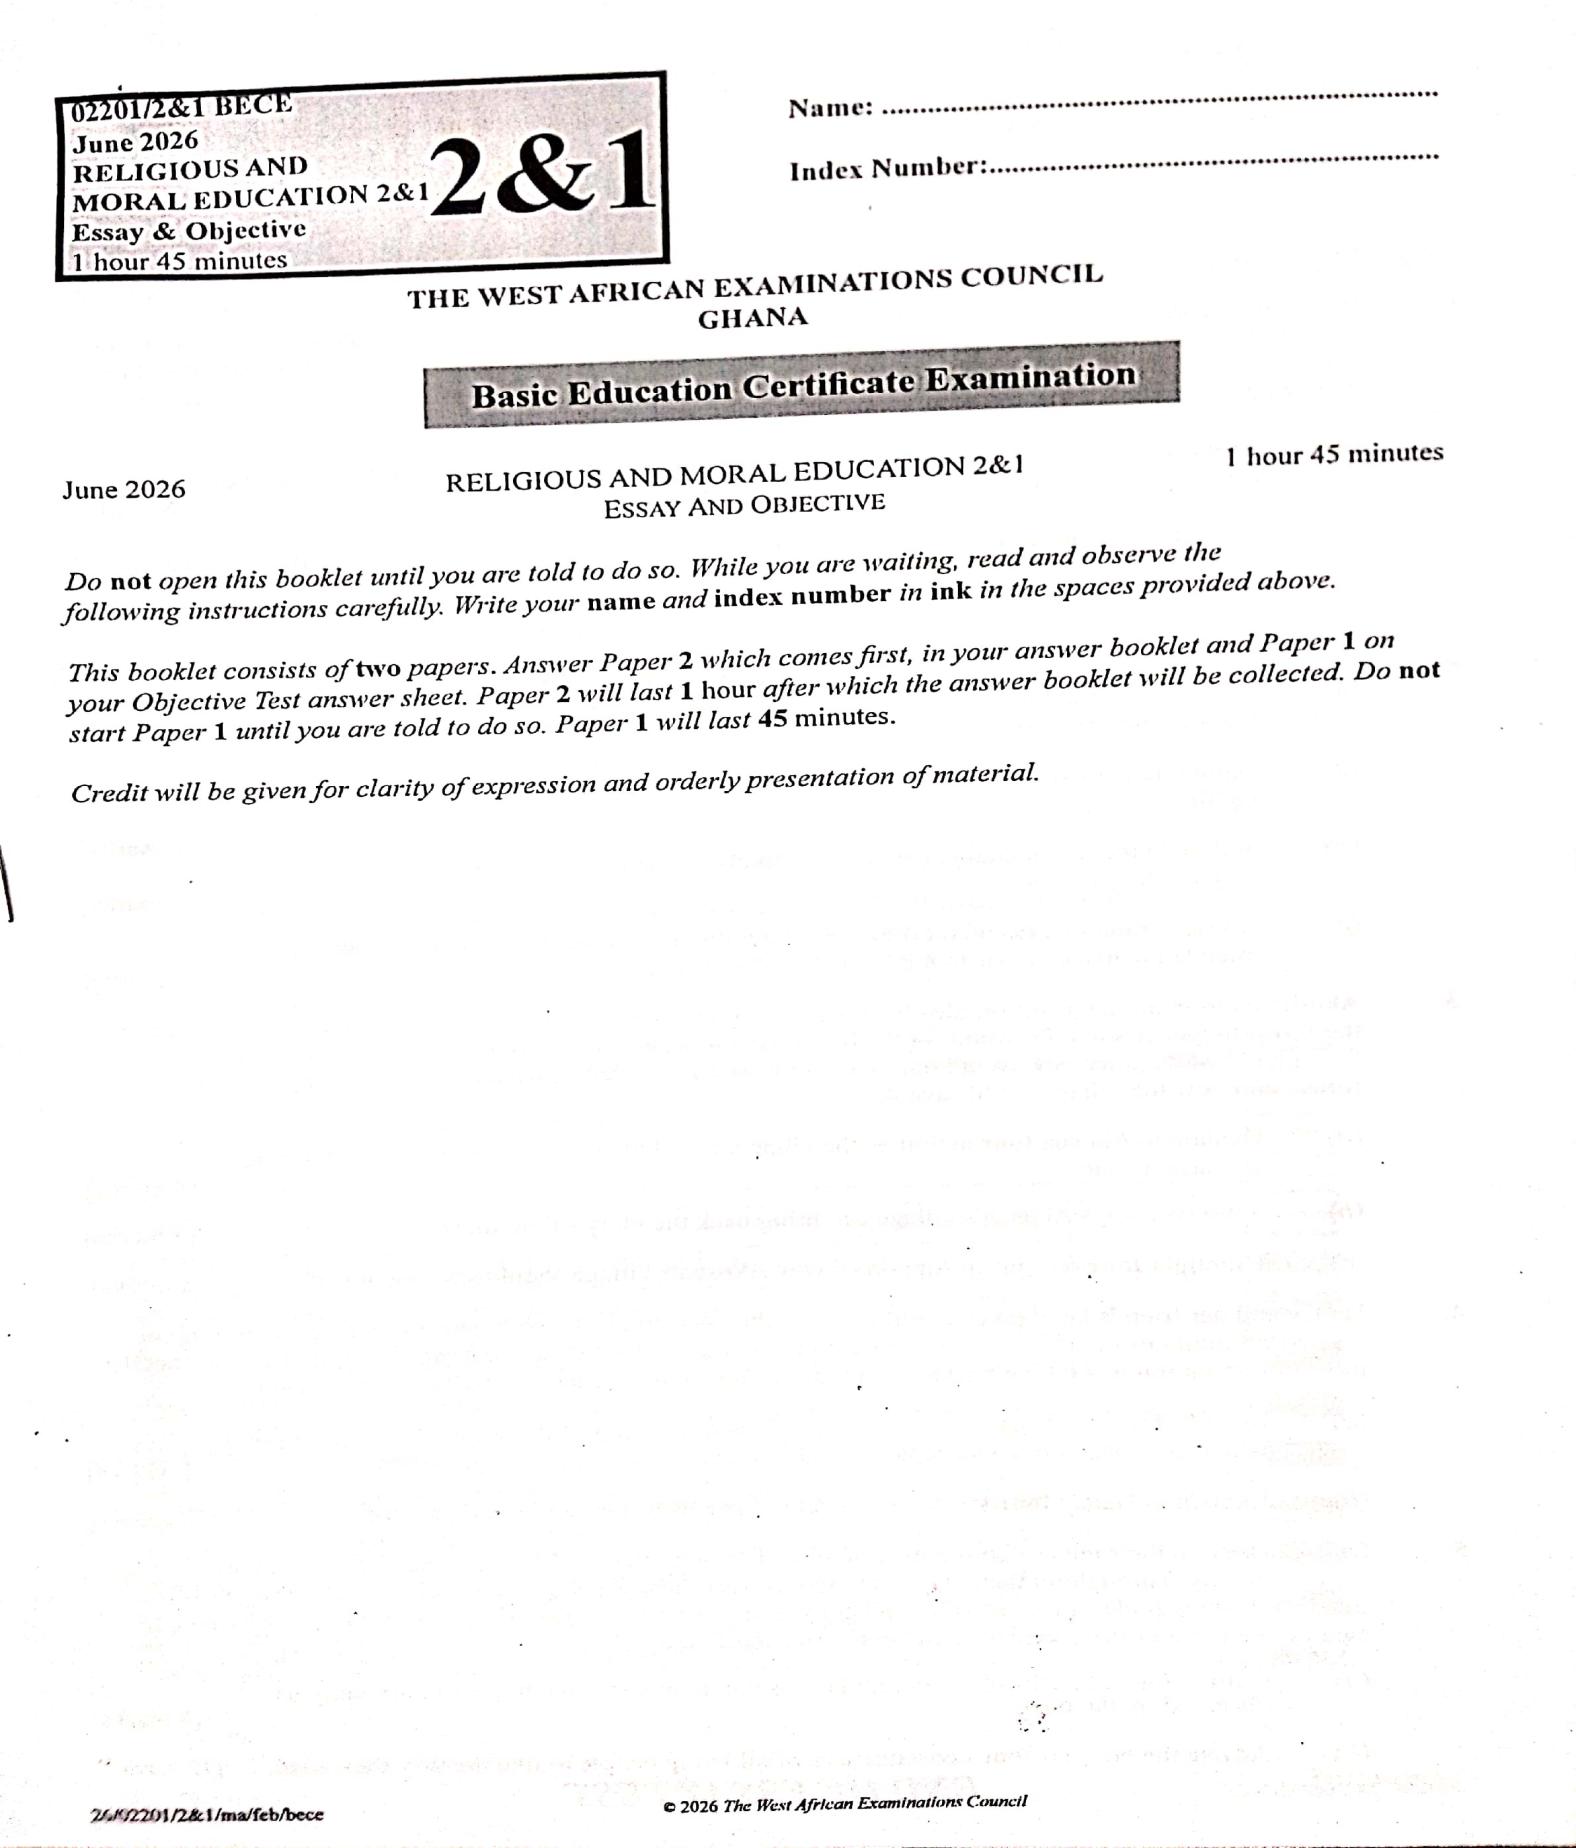 02201/2&1 BECE
June 2026
RELIGIOUS AND
MORAL EDUCATION 2&1
Essay & Objective
1 hour 45 minutes
2&1
Name: ................................................................................
Index Number:................................................................
THE WEST AFRICAN EXAMINATIONS COUNCIL
GHANA
Basic Education Certificate Examination
June 2026
RELIGIOUS AND MORAL EDUCATION 2&1
ESSAY AND OBJECTIVE
1 hour 45 minutes
Do not open this booklet until you are told to do so. While you are waiting, read and observe the
following instructions carefully. Write your name and index number in ink in the spaces provided above.
This booklet consists of two papers. Answer Paper 2 which comes first, in your answer booklet and Paper 1 on
your Objective Test answer sheet. Paper 2 will last 1 hour after which the answer booklet will be collected. Do not
start Paper 1 until you are told to do so. Paper 1 will last 45 minutes.
Credit will be given for clarity of expression and orderly presentation of material.
/2&1/ma/feb/bece
© 2026 The West African Examinations Council